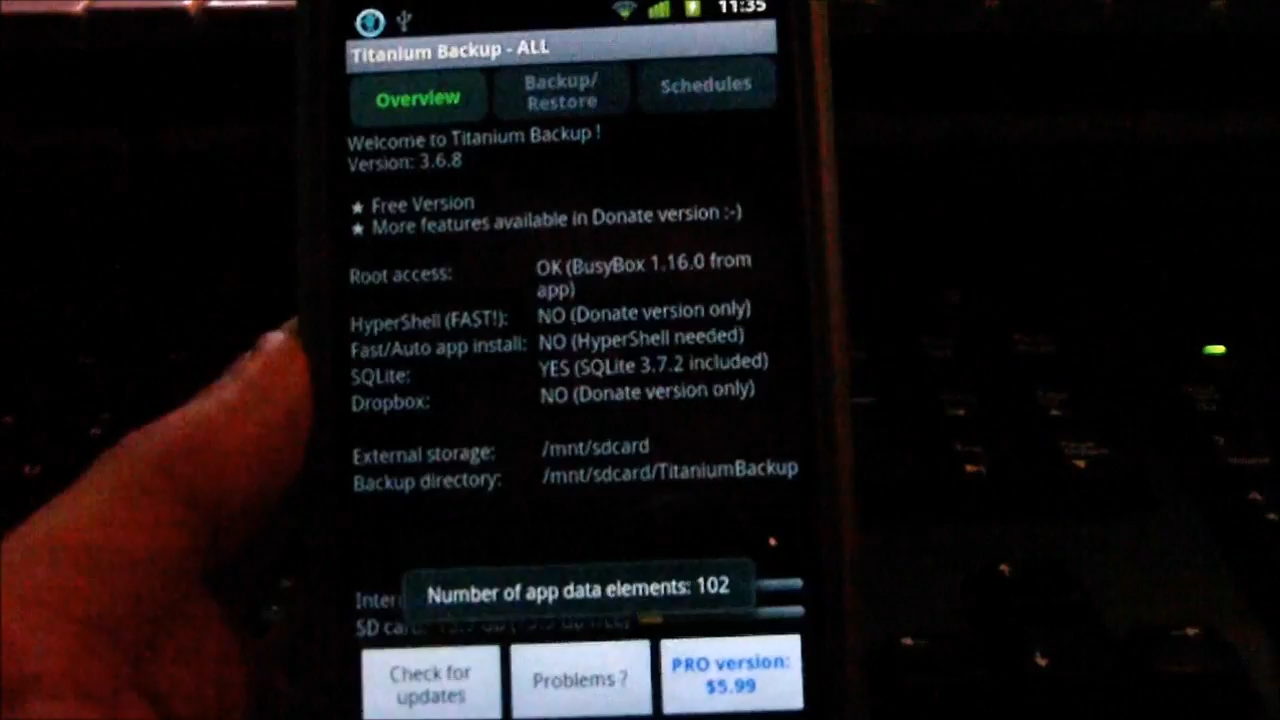 11:35
Titanium Backup - ALL
Overview
Backup/
Restore
Schedules
Welcome to Titanium Backup !
Version: 3.6.8
★ Free Version
★ More features available in Donate version :-)
Root access: OK (BusyBox 1.16.0 from
app)
HyperShell (FAST!): NO (Donate version only)
Fast/Auto app install: NO (HyperShell needed)
SQLite: YES (SQLite 3.7.2 included)
Dropbox: NO (Donate version only)
External storage: /mnt/sdcard
Backup directory: /mnt/sdcard/TitaniumBackup
Number of app data elements: 102
SD
Check for
updates
Problems ?
PRO version:
$5.99